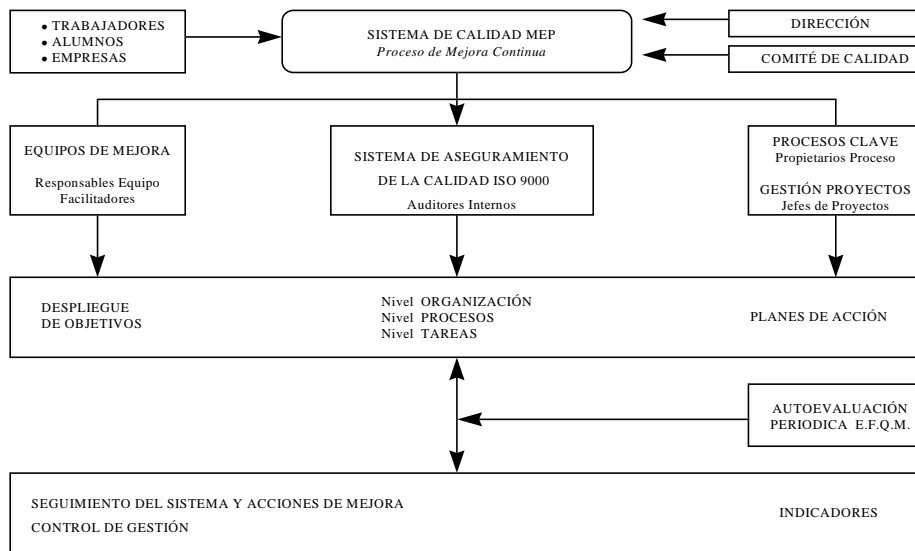 • TRABAJADORES
• ALUMNOS
• EMPRESAS
SISTEMA DE CALIDAD MEP
Proceso de Mejora Continua
DIRECCIÓN
COMITÉ DE CALIDAD
EQUIPOS DE MEJORA
Responsables Equipo
Facilitadores
SISTEMA DE ASEGURAMIENTO
DE LA CALIDAD ISO 9000
Auditores Internos
PROCESOS CLAVE
Propietarios Proceso
GESTIÓN PROYECTOS
Jefes de Proyectos
DESPLIEGUE
DE OBJETIVOS
Nivel ORGANIZACIÓN
Nivel PROCESOS
Nivel TAREAS
PLANES DE ACCIÓN
AUTOEVALUACIÓN
PERIODICA E.F.Q.M.
SEGUIMIENTO DEL SISTEMA Y ACCIONES DE MEJORA
CONTROL DE GESTIÓN
INDICADORES